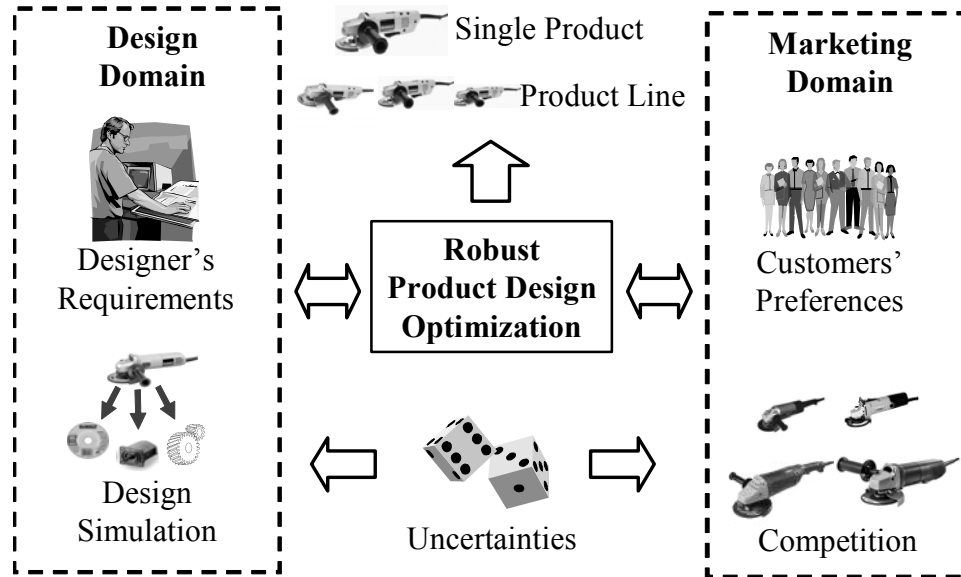 Design
Domain
Designer’s
Requirements
Design
Simulation
Single Product
Product Line
Robust
Product Design
Optimization
Uncertainties
Marketing
Domain
Customers’
Preferences
Competition